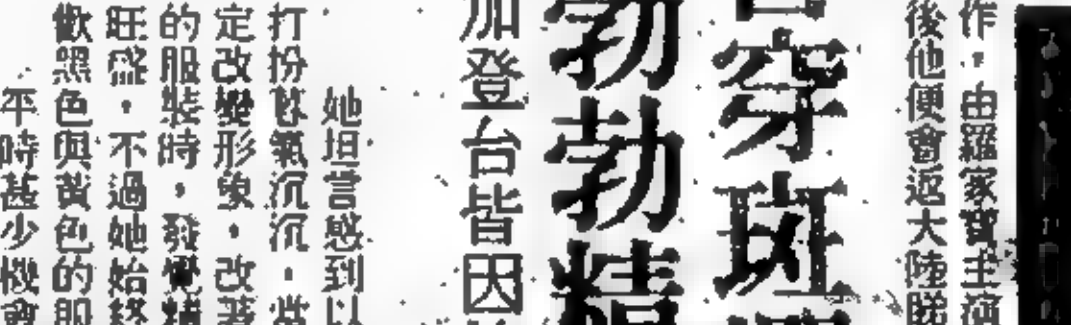 作，由羅家寶主演
後他便會返大陸睇
穿斑
勃勃精
加登台皆因
她坦言感到以
打扮暮氣沉沉，當
定改變形象，改著
的服裝時，發覺精
旺盛，不過她始終
歡黑色與黃色的服
平時甚少機會